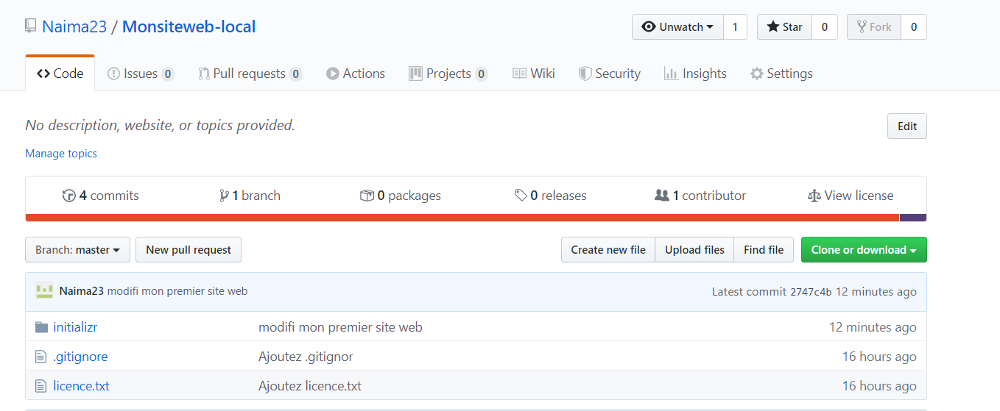 Naima23 / Monsiteweb-local
Unwatch 1 Star 0 Fork 0
Code Issues 0 Pull requests 0 Actions Projects 0 Wiki Security Insights Settings
No description, website, or topics provided.
Edit
Manage topics
4 commits 1 branch 0 packages 0 releases 1 contributor View license
Branch: master New pull request Create new file Upload files Find file Clone or download
Naima23 modifi mon premier site web Latest commit 2747c4b 12 minutes ago
initializr modifi mon premier site web 12 minutes ago
.gitignore Ajoutez .gitignor 16 hours ago
licence.txt Ajoutez licence.txt 16 hours ago